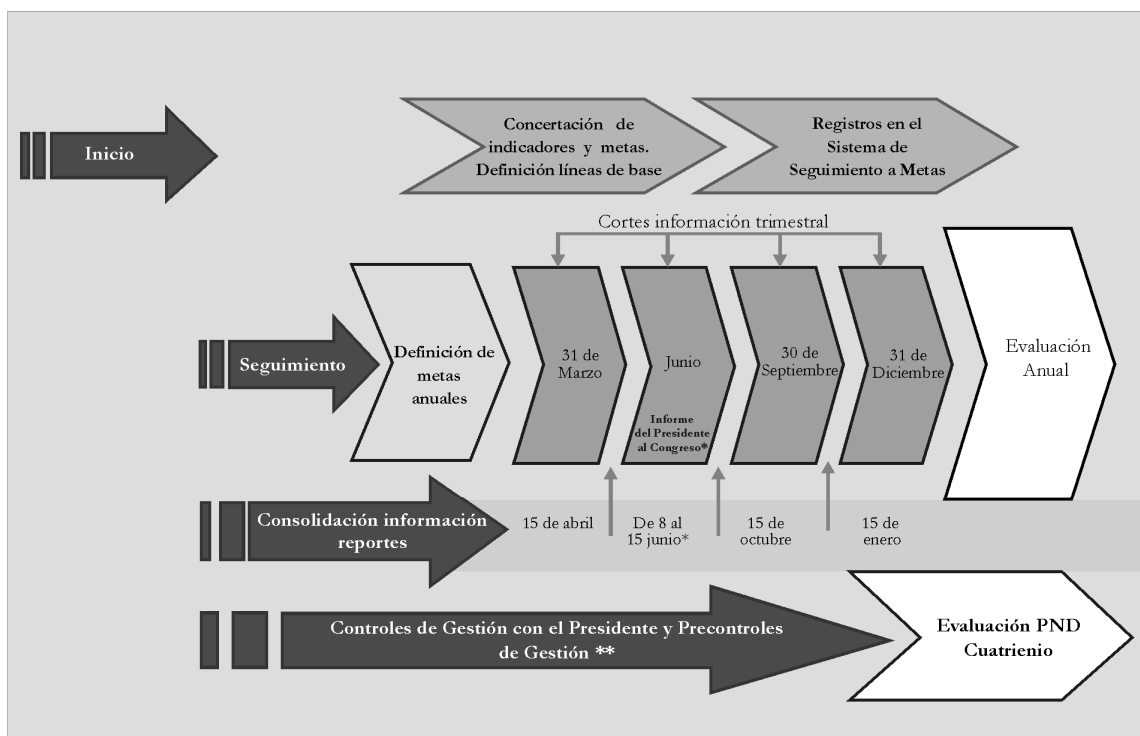 Inicio
Concertación de
indicadores y metas.
Definición líneas de base
Registros en el
Sistema de
Seguimiento a Metas
Cortes información trimestral
Seguimiento
Definición de
metas
anuales
31 de
Marzo
Junio
Informe
del Presidente
al Congreso*
30 de
Septiembre
31 de
Diciembre
Evaluación
Anual
Consolidación información
reportes
15 de abril
De 8 al
15 junio*
15 de
octubre
15 de
enero
Controles de Gestión con el Presidente y Precontroles
de Gestión **
Evaluación PND
Cuatrienio